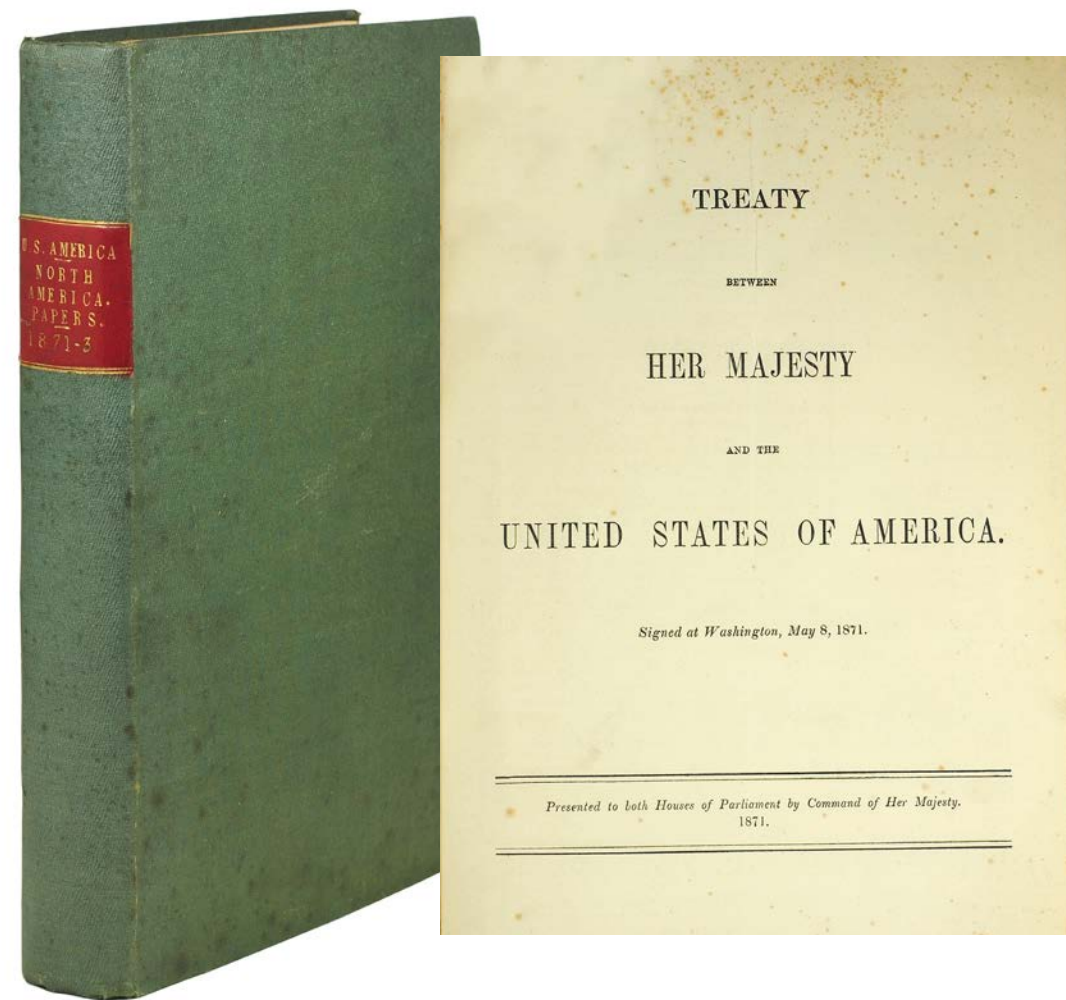 U.S. AMERICA
NORTH
AMERICA.
PAPERS.
1871-3
TREATY
BETWEEN
HER MAJESTY
AND THE
UNITED STATES OF AMERICA.
Signed at Washington, May 8, 1871.
Presented to both Houses of Parliament by Command of Her Majesty.
1871.